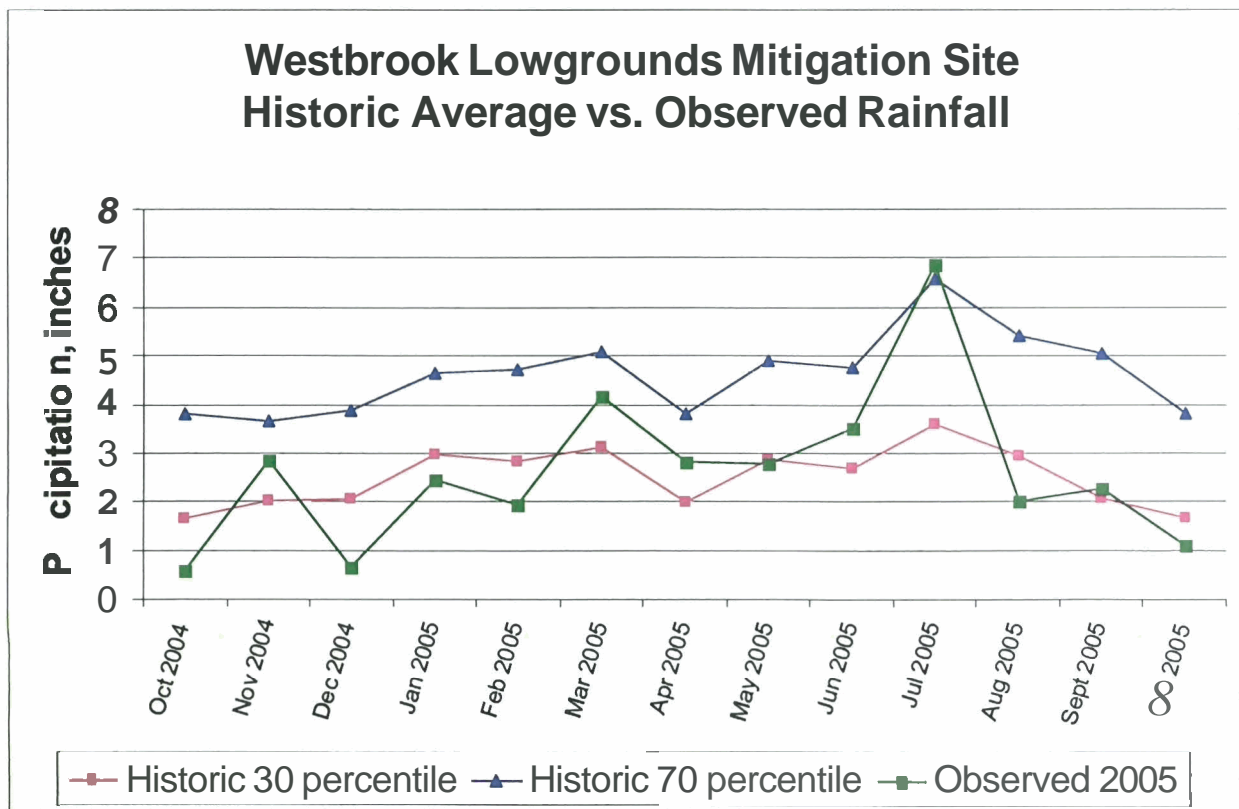 Westbrook Lowgrounds Mitigation Site
Historic Average vs. Observed Rainfall
P cipitatio n, inches
8
7
6
5
4
3
2
1
0
Oct 2004
Nov 2004
Dec 2004
Jan 2005
Feb 2005
Mar 2005
Apr 2005
May 2005
Jun 2005
Jul 2005
Aug 2005
Sept 2005
8 2005
Historic 30 percentile
Historic 70 percentile
Observed 2005